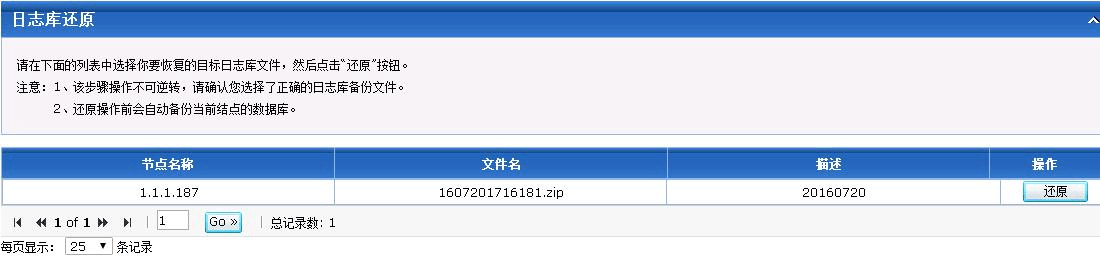 日志库还原
请在下面的列表中选择你要恢复的目标日志库文件，然后点击“还原”按钮。
注意：1、该步骤操作不可逆转，请确认您选择了正确的日志库备份文件。
2、还原操作前会自动备份当前结点的数据库。
节点名称 文件名 描述 操作
1.1.1.187 1607201716181.zip 20160720 还原
1 of 1 | 1 Go » | 总记录数: 1
每页显示： 25 条记录